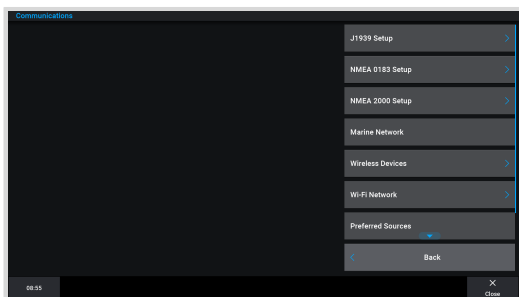 Communications
J1939 Setup
NMEA 0183 Setup
NMEA 2000 Setup
Marine Network
Wireless Devices
Wi-Fi Network
Preferred Sources
Back
08:55
Close